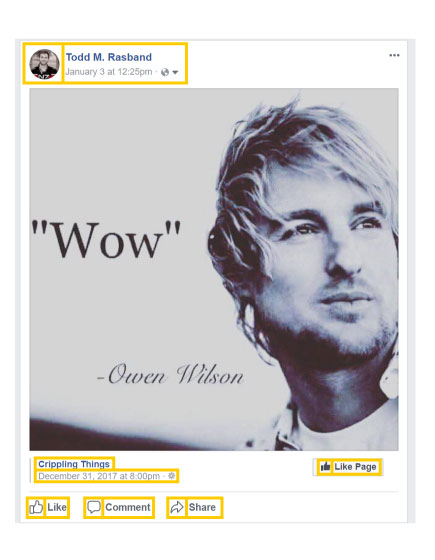 Todd M. Rasband
January 3 at 12:25pm ·
"Wow"
-Owen Wilson
Crippling Things
December 31, 2017 at 8:00pm ·
Like Page
Like
Comment
Share